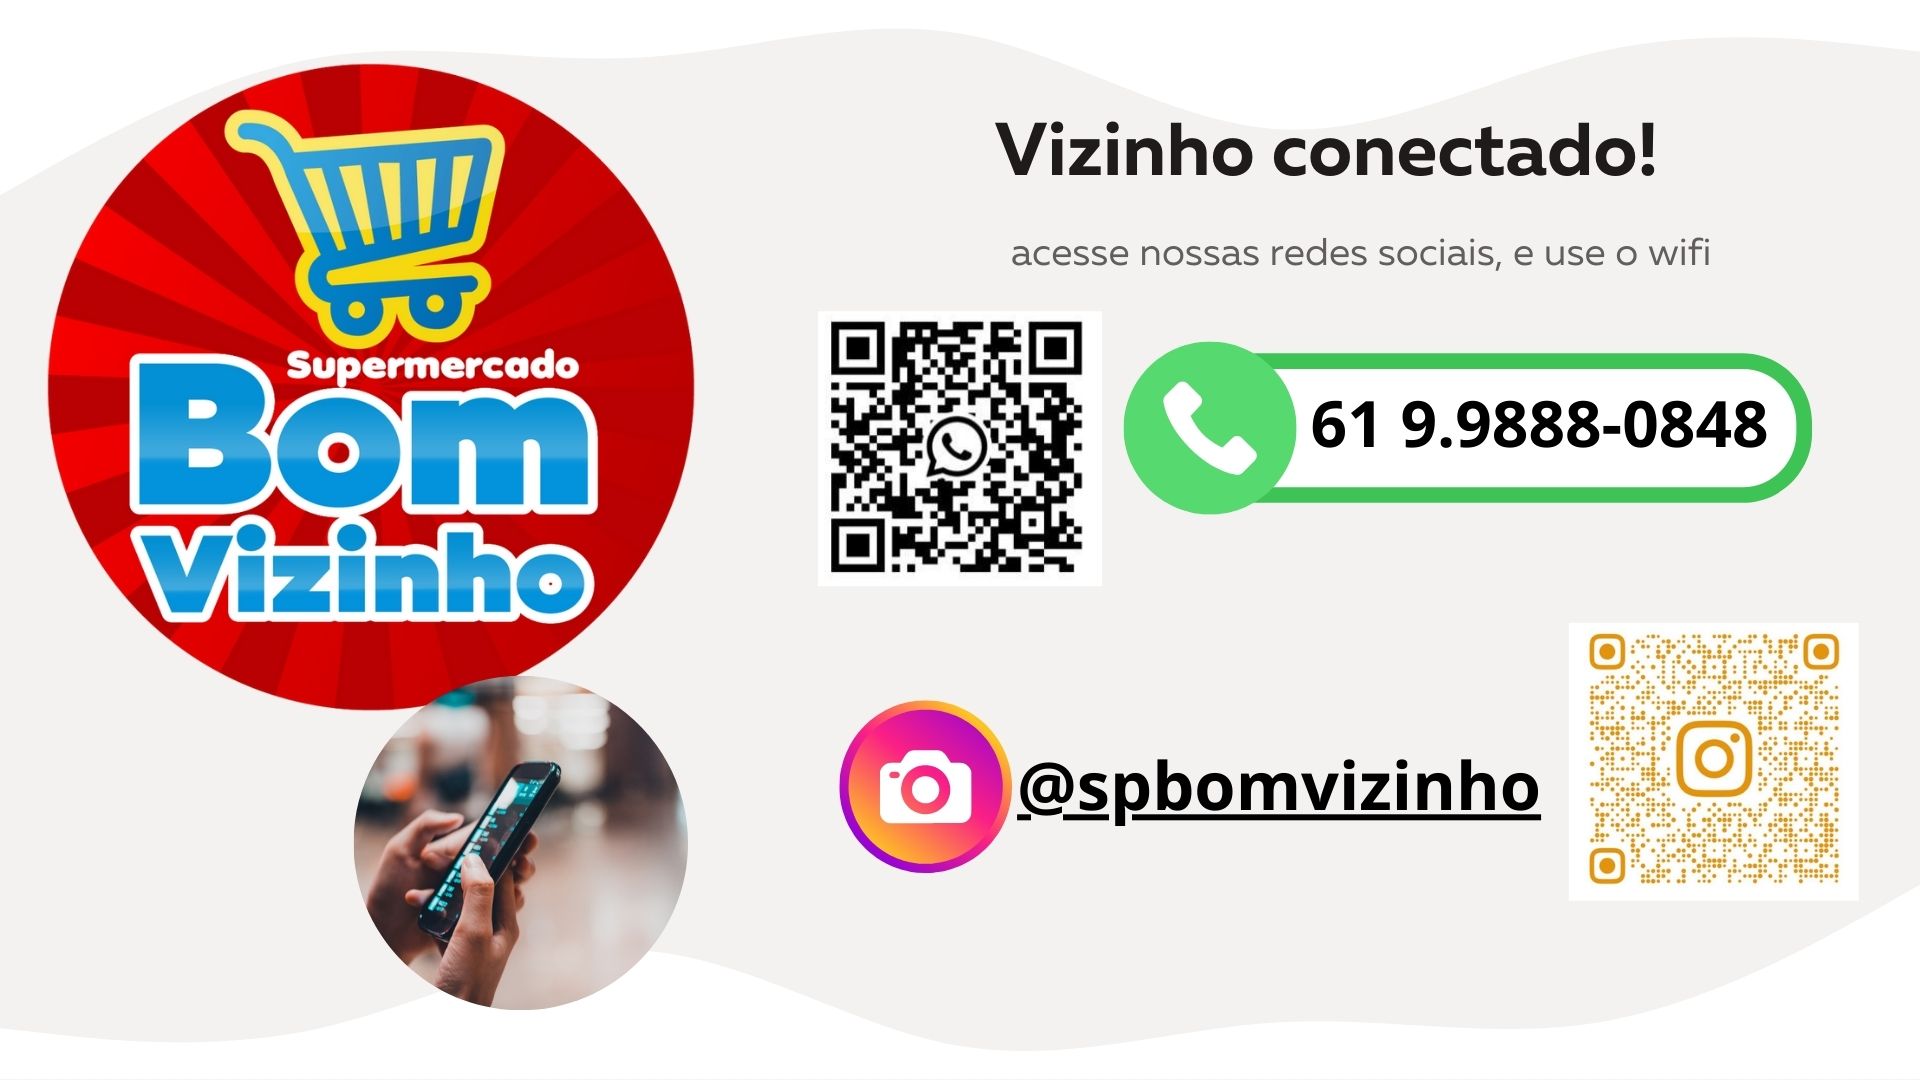 Supermercado
Bom
Vizinho
Vizinho conectado!
acesse nossas redes sociais, e use o wifi
61 9.9888-0848
@spbomvizinho